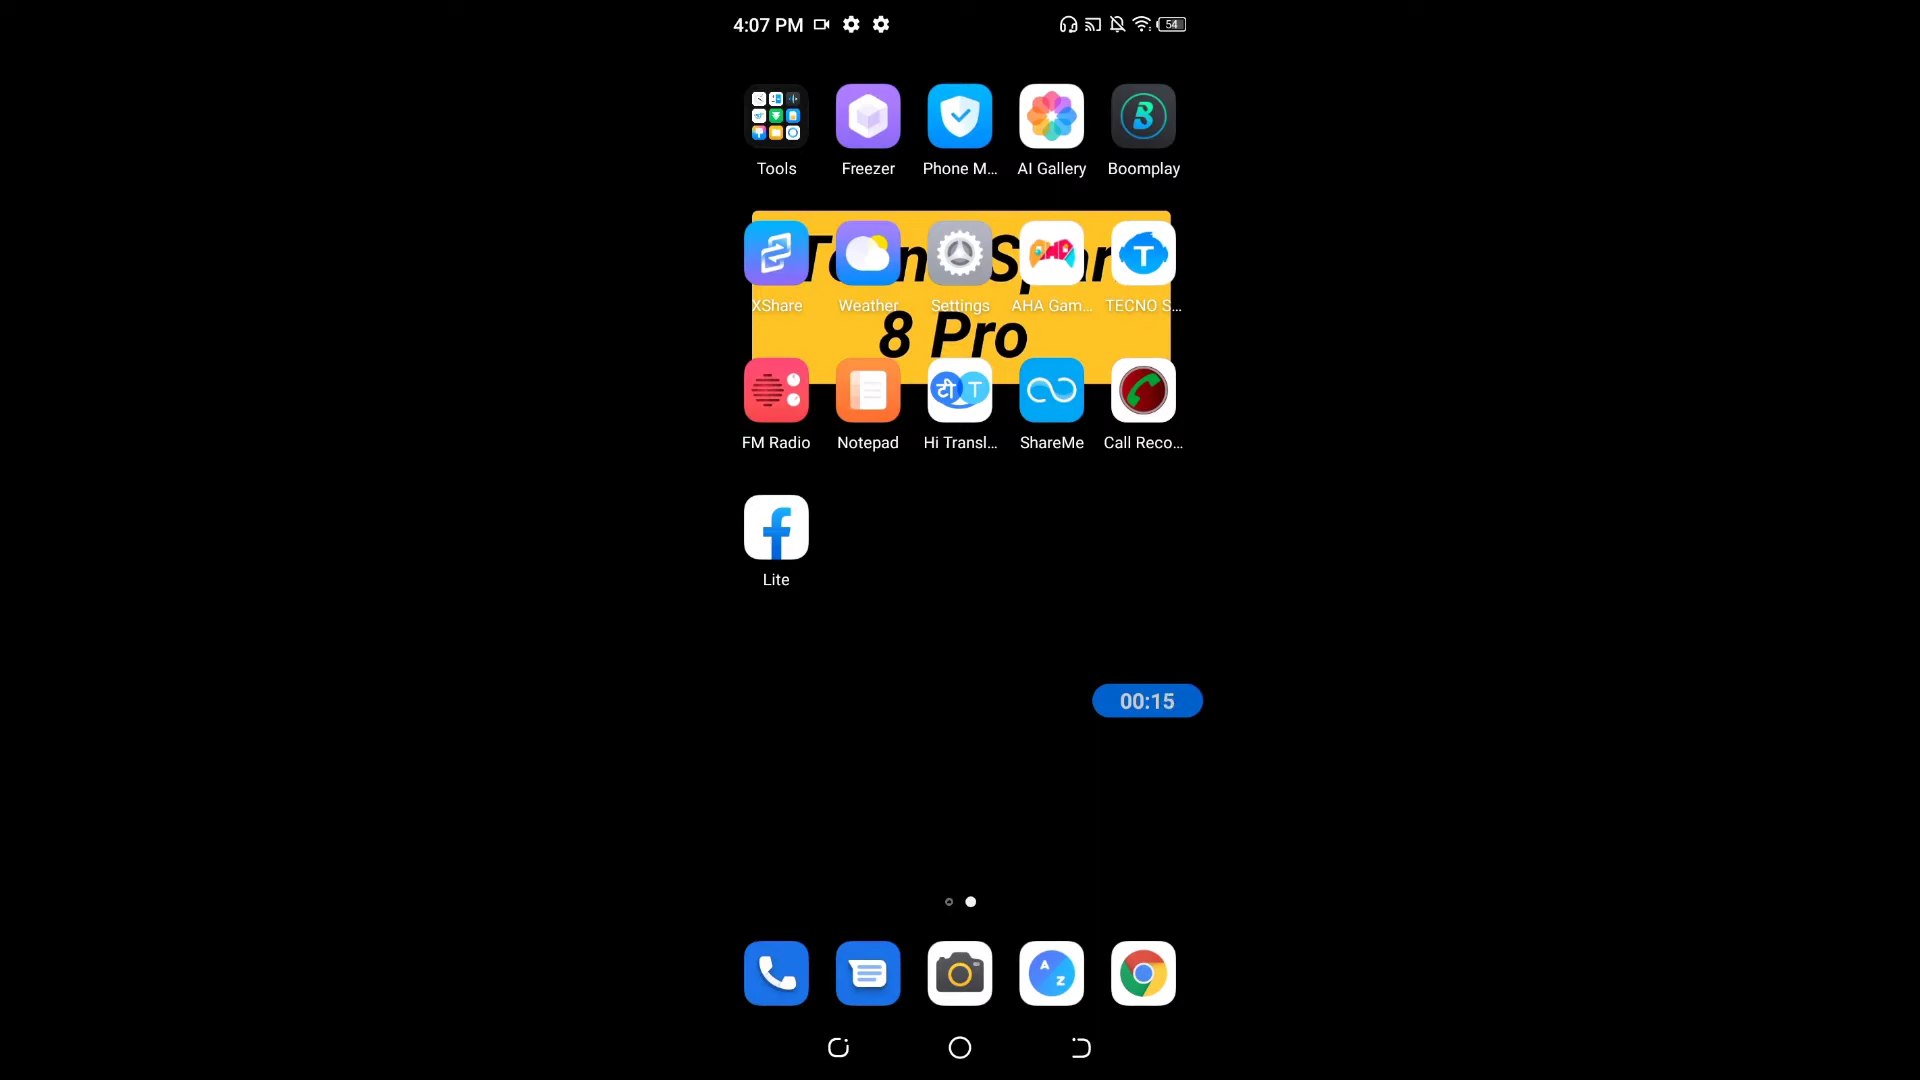 4:07 PM
54
Tools
Freezer
Phone M...
AI Gallery
Boomplay
XShare
Weather
Settings
AHA Gam...
TECNO S...
8 Pro
FM Radio
Notepad
Hi Transl...
ShareMe
Call Reco...
Lite
00:15